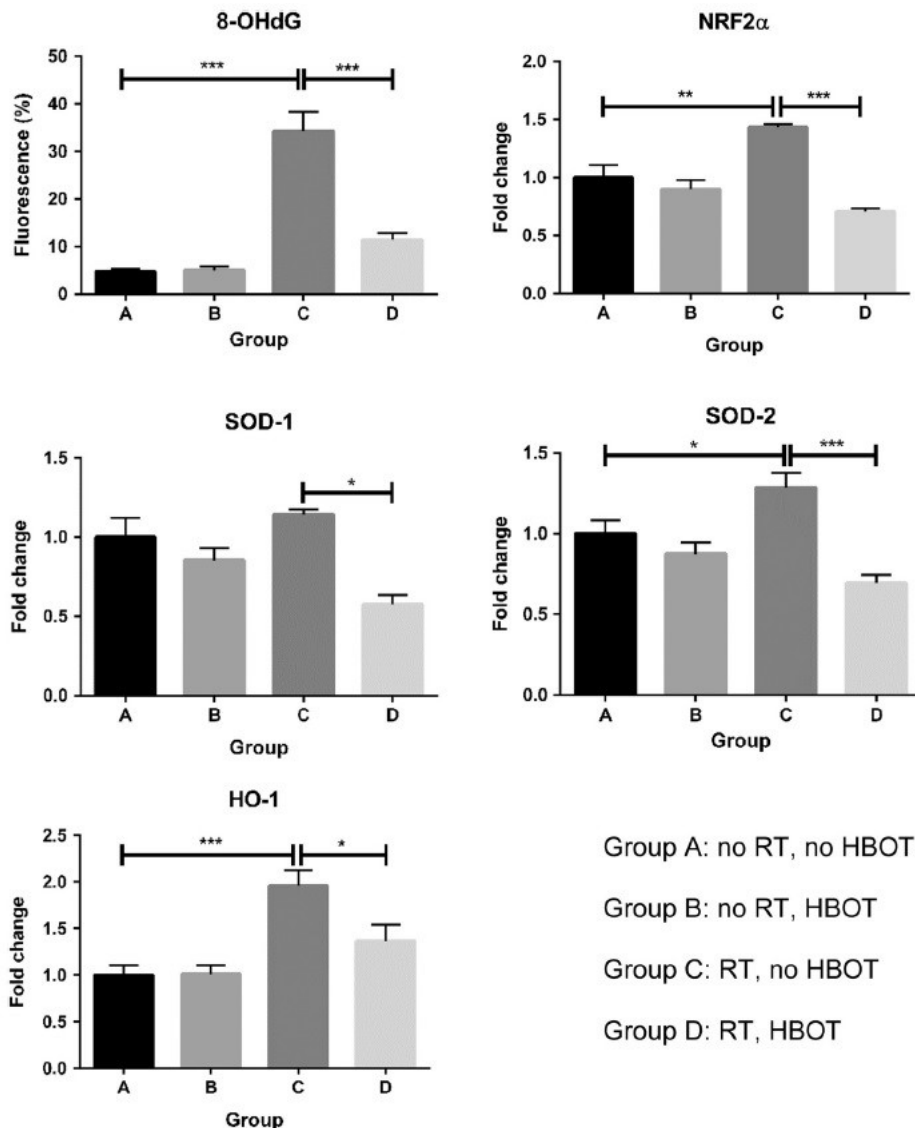 8-OHdG
Fluorescence (%)
50
40
30
20
10
0
***
***
A B C D
Group
NRF2α
Fold change
2.0
1.5
1.0
0.5
0.0
**
***
A B C D
Group
SOD-1
Fold change
1.5
1.0
0.5
0.0
*
A B C D
Group
SOD-2
Fold change
1.5
1.0
0.5
0.0
*
***
A B C D
Group
HO-1
Fold change
2.5
2.0
1.5
1.0
0.5
0.0
***
*
A B C D
Group
Group A: no RT, no HBOT
Group B: no RT, HBOT
Group C: RT, no HBOT
Group D: RT, HBOT